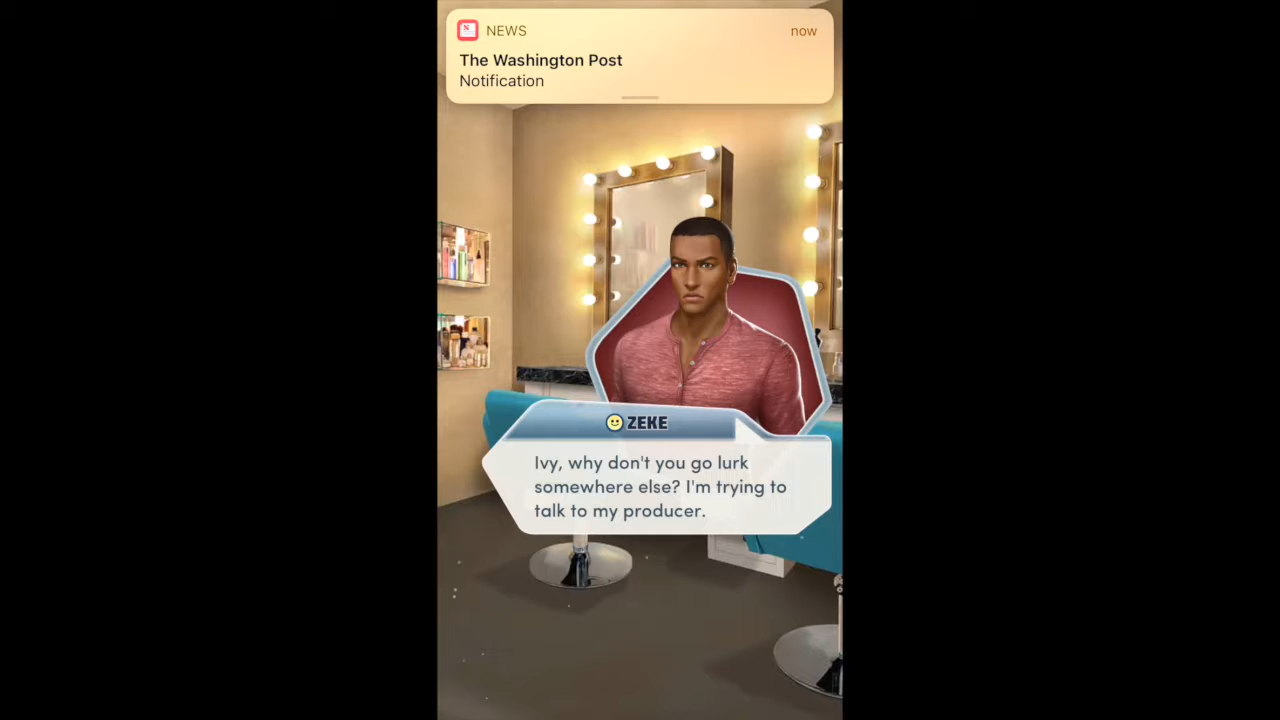 NEWS
now
The Washington Post
Notification
ZEKE
Ivy, why don't you go lurk
somewhere else? I'm trying to
talk to my producer.